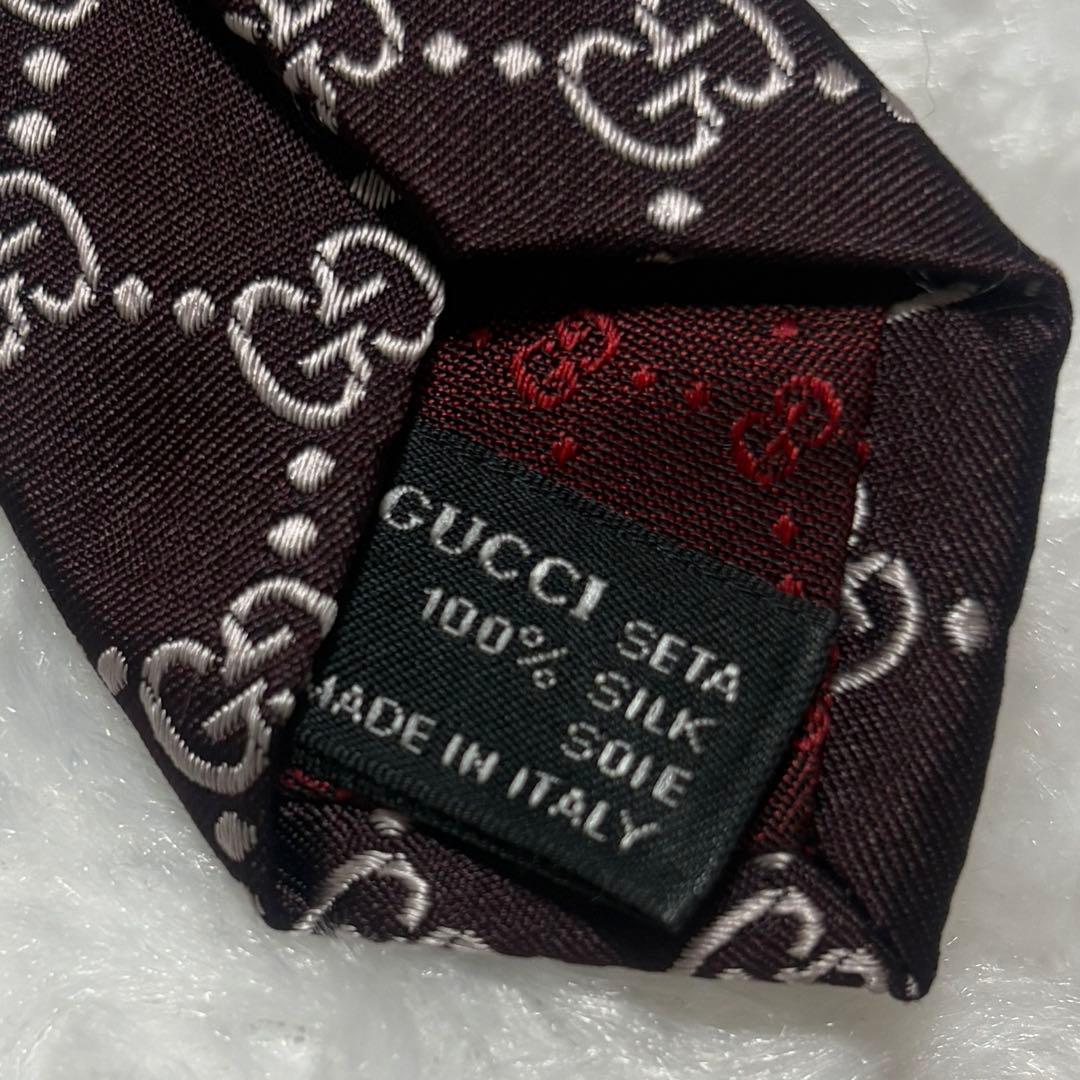 GUCCI
100% SETA
SILK
SOIE
MADE IN ITALY